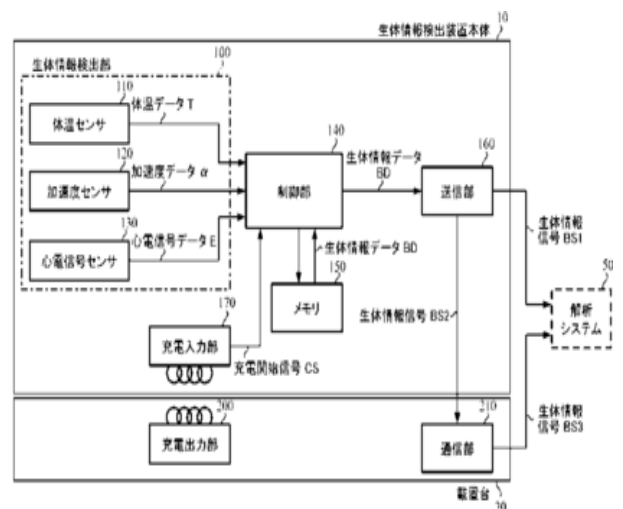 10
生体情報検出装置本体
生体情報検出部
100
110
体温センサ
体温データ T
120
加速度センサ
加速度データ α
130
心電信号センサ
心電信号データ E
140
制御部
生体情報データ
BD
160
送信部
生体情報
信号 BS1
生体情報データ BD
150
メモリ
生体情報信号 BS2
50
解析
システム
170
充電入力部
充電開始信号 CS
200
充電出力部
210
通信部
生体情報
信号 BS3
載置台
20